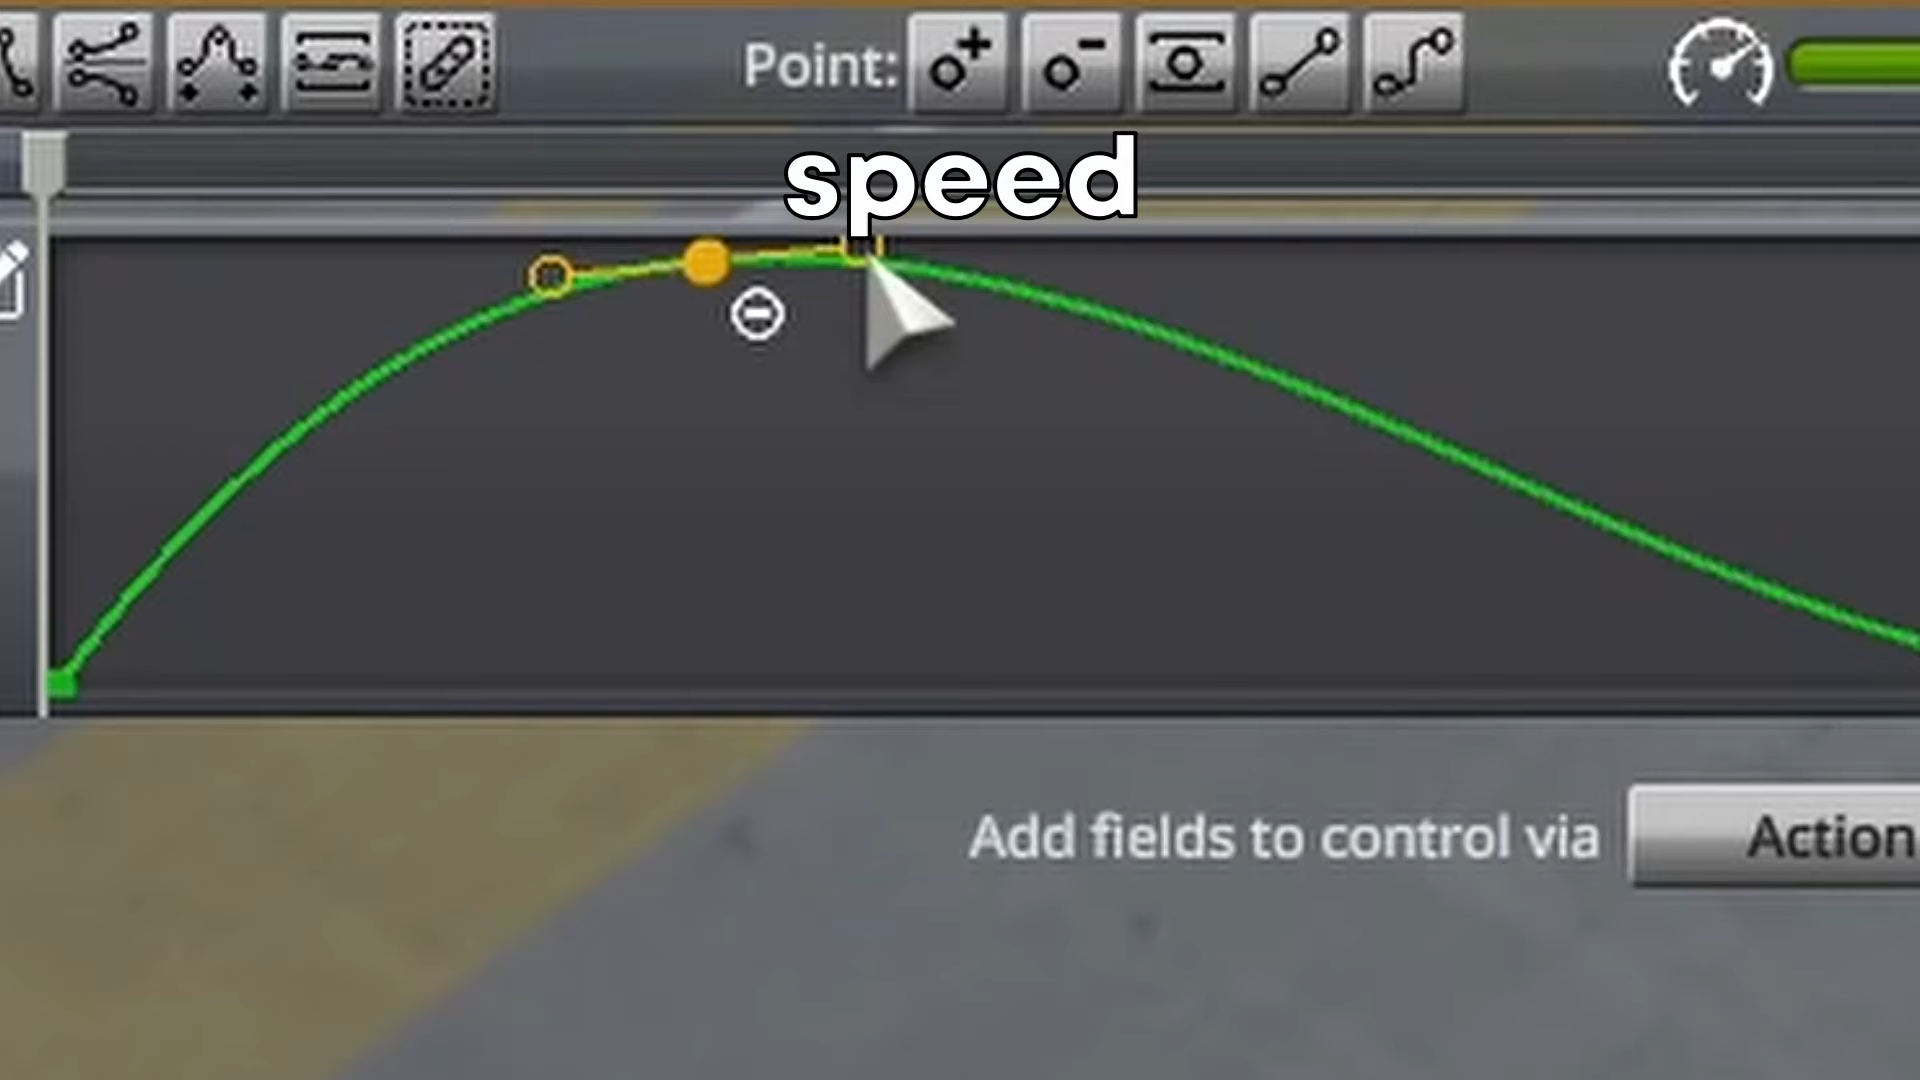 Point:
speed
Add fields to control via
Action